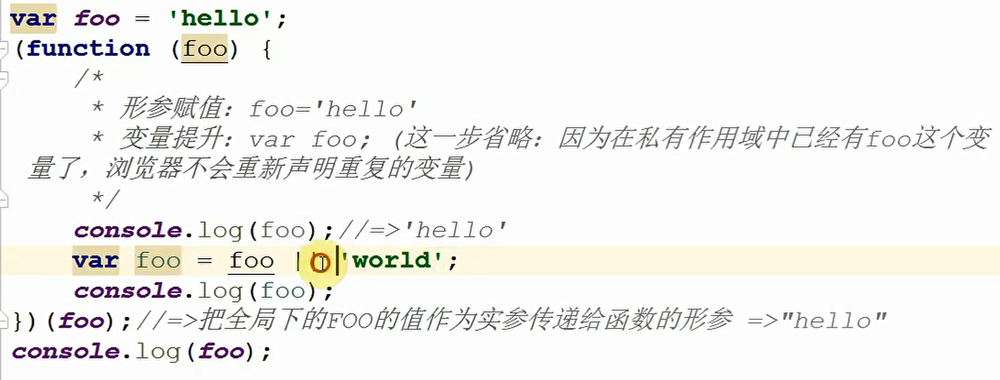 var foo = 'hello';
(function (foo) {
/*
* 形参赋值：foo='hello'
* 变量提升：var foo; (这一步省略：因为在私有作用域中已经有foo这个变
量了，浏览器不会重新声明重复的变量)
*/
console.log(foo);//=>'hello'
var foo = foo || 'world';
console.log(foo);
})(foo);//=>把全局下的FOO的值作为实参传递给函数的形参 =>"hello"
console.log(foo);